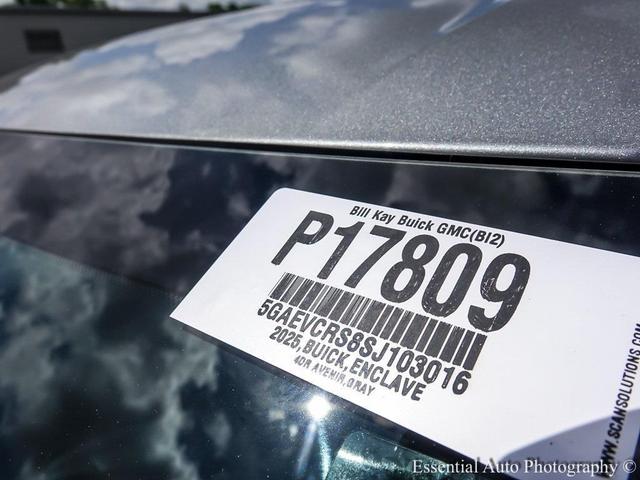 Bill Kay Buick GMC(BI2)
P17809
5GAEVCRS8SJ103016
2025,BUICK,ENCLAVE
4DR AVENIR,GRAY
WWW.SCANSOLUTIONS.COM
Essential Auto Photography ©